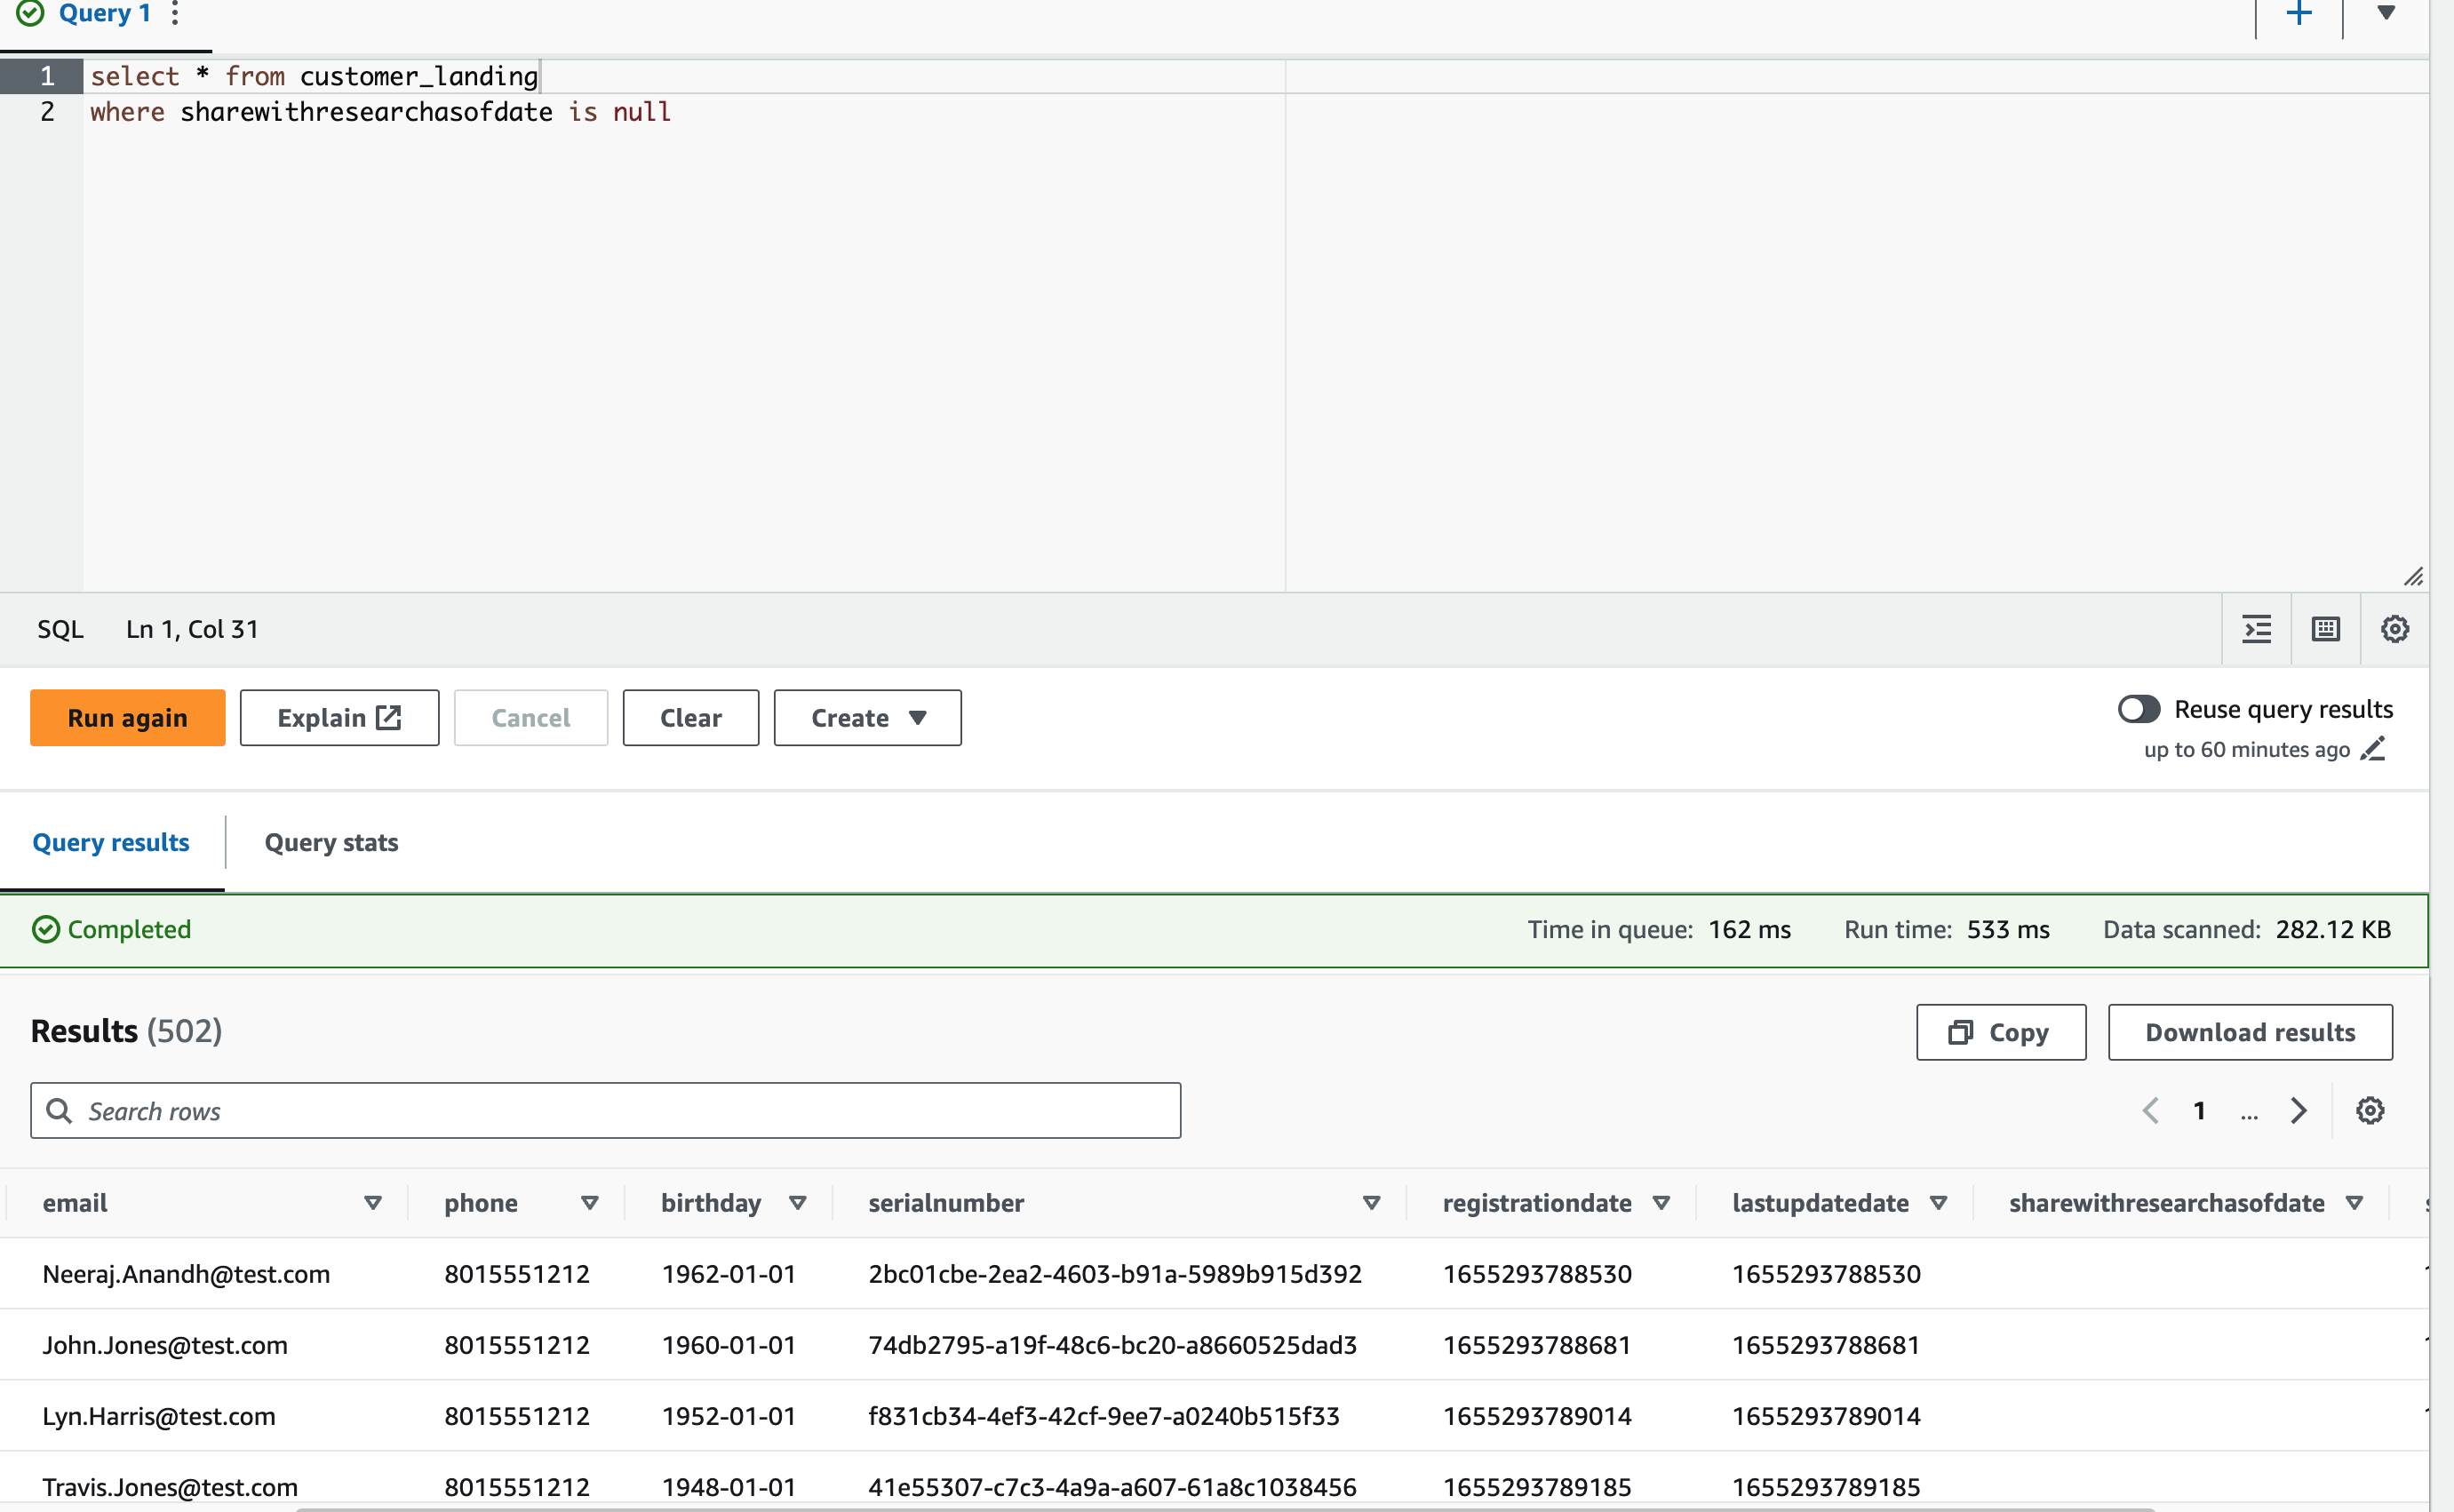 Query 1
1 select * from customer_landing
2 where sharewithresearchasofdate is null
SQL Ln 1, Col 31
Run again Explain Cancel Clear Create Reuse query results
up to 60 minutes ago
Query results Query stats
Completed Time in queue: 162 ms Run time: 533 ms Data scanned: 282.12 KB
Results (502) Copy Download results
Search rows 1 ...
email phone birthday serialnumber registrationdate lastupdatedate sharewithresearchasofdate
Neeraj.Anandh@test.com 8015551212 1962-01-01 2bc01cbe-2ea2-4603-b91a-5989b915d392 1655293788530 1655293788530
John.Jones@test.com 8015551212 1960-01-01 74db2795-a19f-48c6-bc20-a8660525dad3 1655293788681 1655293788681
Lyn.Harris@test.com 8015551212 1952-01-01 f831cb34-4ef3-42cf-9ee7-a0240b515f33 1655293789014 1655293789014
Travis.Jones@test.com 8015551212 1948-01-01 41e55307-c7c3-4a9a-a607-61a8c1038456 1655293789185 1655293789185